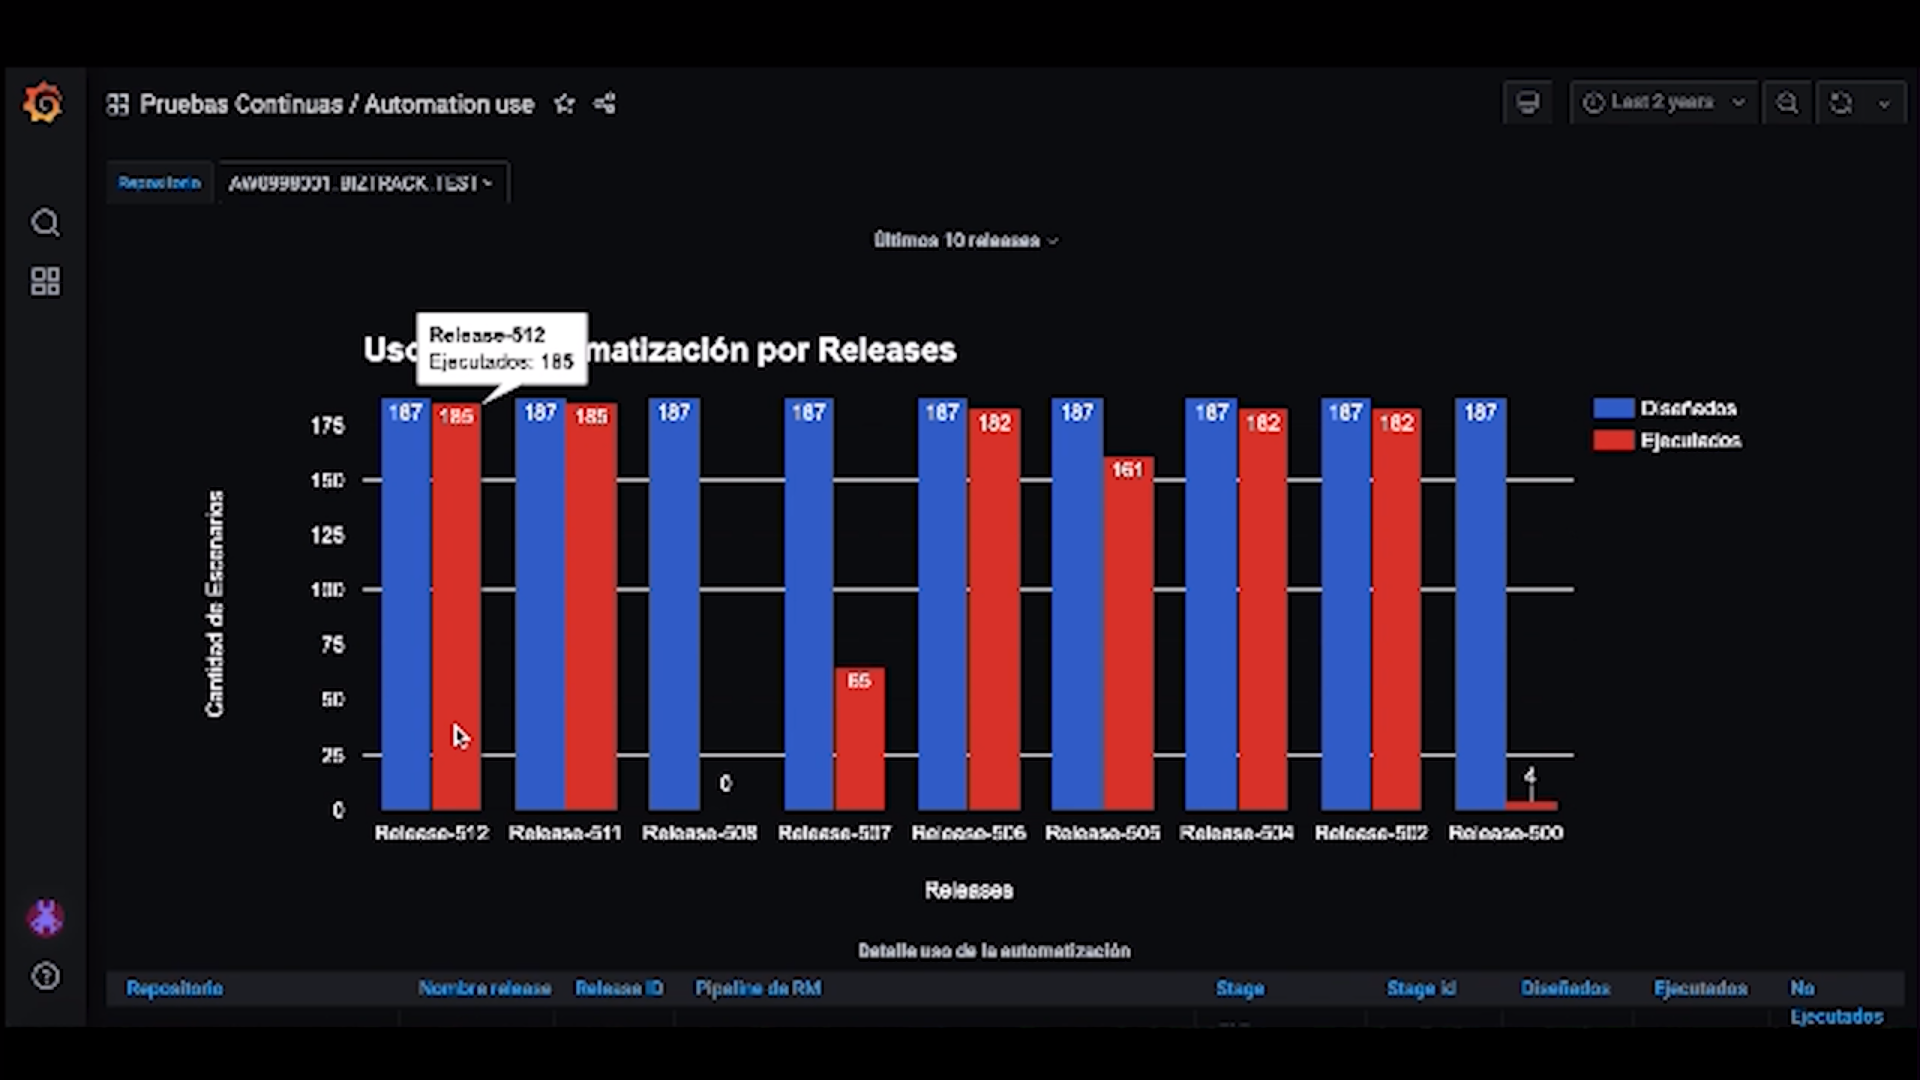 Pruebas Continuas / Automation use
Last 2 years
Repositorio
Últimos 10 releases
Release-512
Ejecutados: 185
matización por Releases
187 185 187 185 187 187 187 182 187 161 187 182 187 182 187
Diseñados
Ejecutados
175
150
125
100
75
50
25
0
65
0
4
Cantidad de Escenarios
Release-512 Release-511 Release-508 Release-507 Release-506 Release-505 Release-504 Release-502 Release-500
Releases
Detalle uso de la automatización
Repositorio Nombre release Release ID Pipeline de RM Stage Stage id Diseñados Ejecutados No
Ejecutados